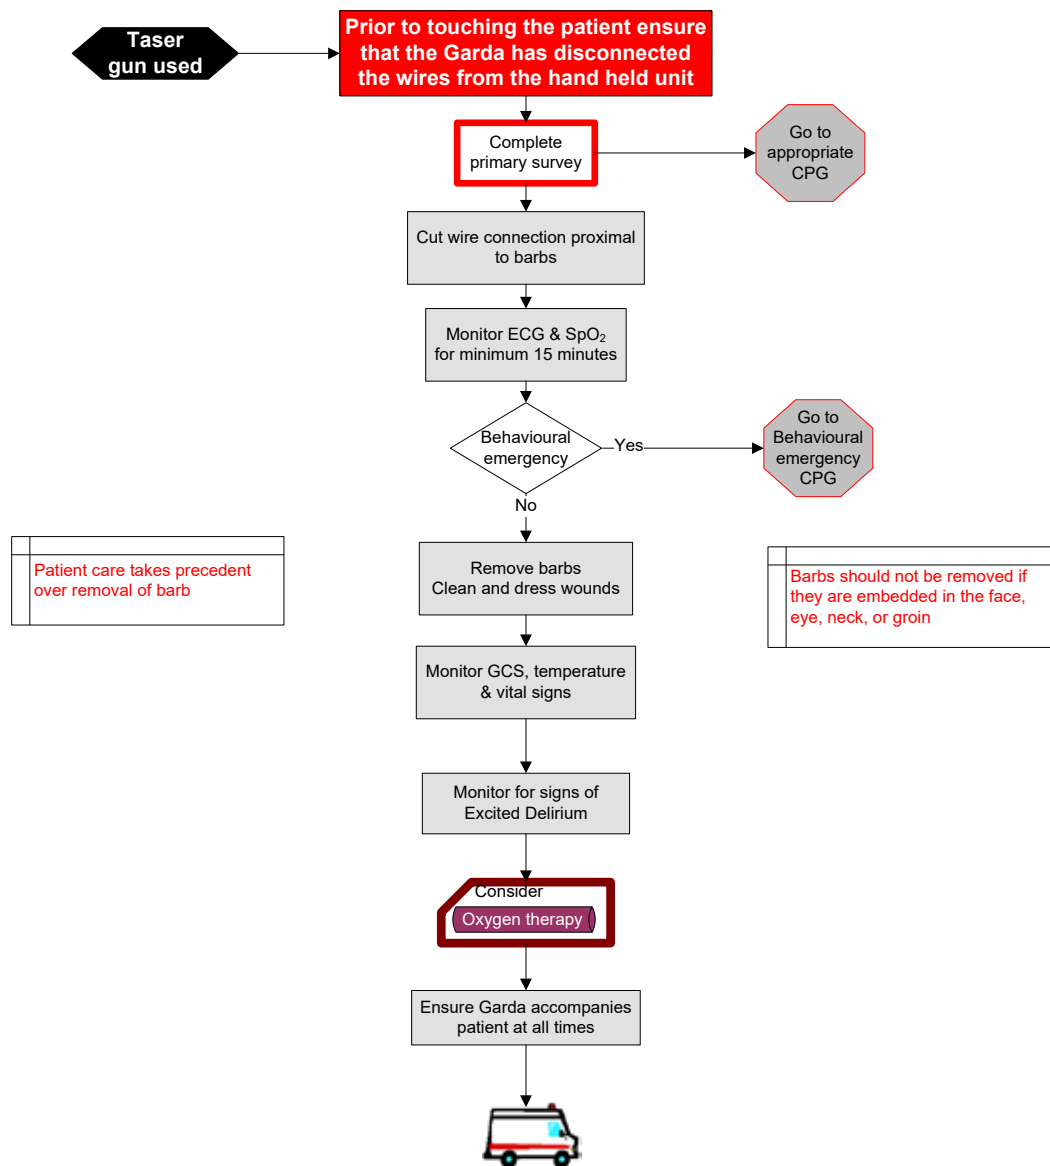 Taser
gun used
Prior to touching the patient ensure
that the Garda has disconnected
the wires from the hand held unit
Complete
primary survey
Go to
appropriate
CPG
Cut wire connection proximal
to barbs
Monitor ECG & SpO₂
for minimum 15 minutes
Behavioural
emergency
Yes
Go to
Behavioural
emergency
CPG
No
Patient care takes precedent
over removal of barb
Remove barbs
Clean and dress wounds
Barbs should not be removed if
they are embedded in the face,
eye, neck, or groin
Monitor GCS, temperature
& vital signs
Monitor for signs of
Excited Delirium
Consider
Oxygen therapy
Ensure Garda accompanies
patient at all times